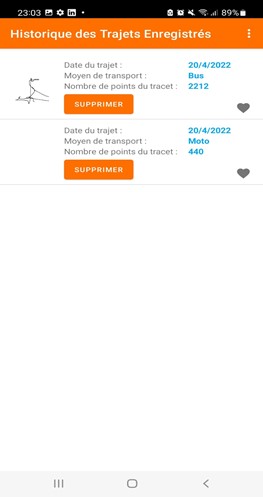 23:03
89%
Historique des Trajets Enregistrés
Date du trajet : 20/4/2022
Moyen de transport : Bus
Nombre de points du tracet : 2212
SUPPRIMER
Date du trajet : 20/4/2022
Moyen de transport : Moto
Nombre de points du tracet : 440
SUPPRIMER